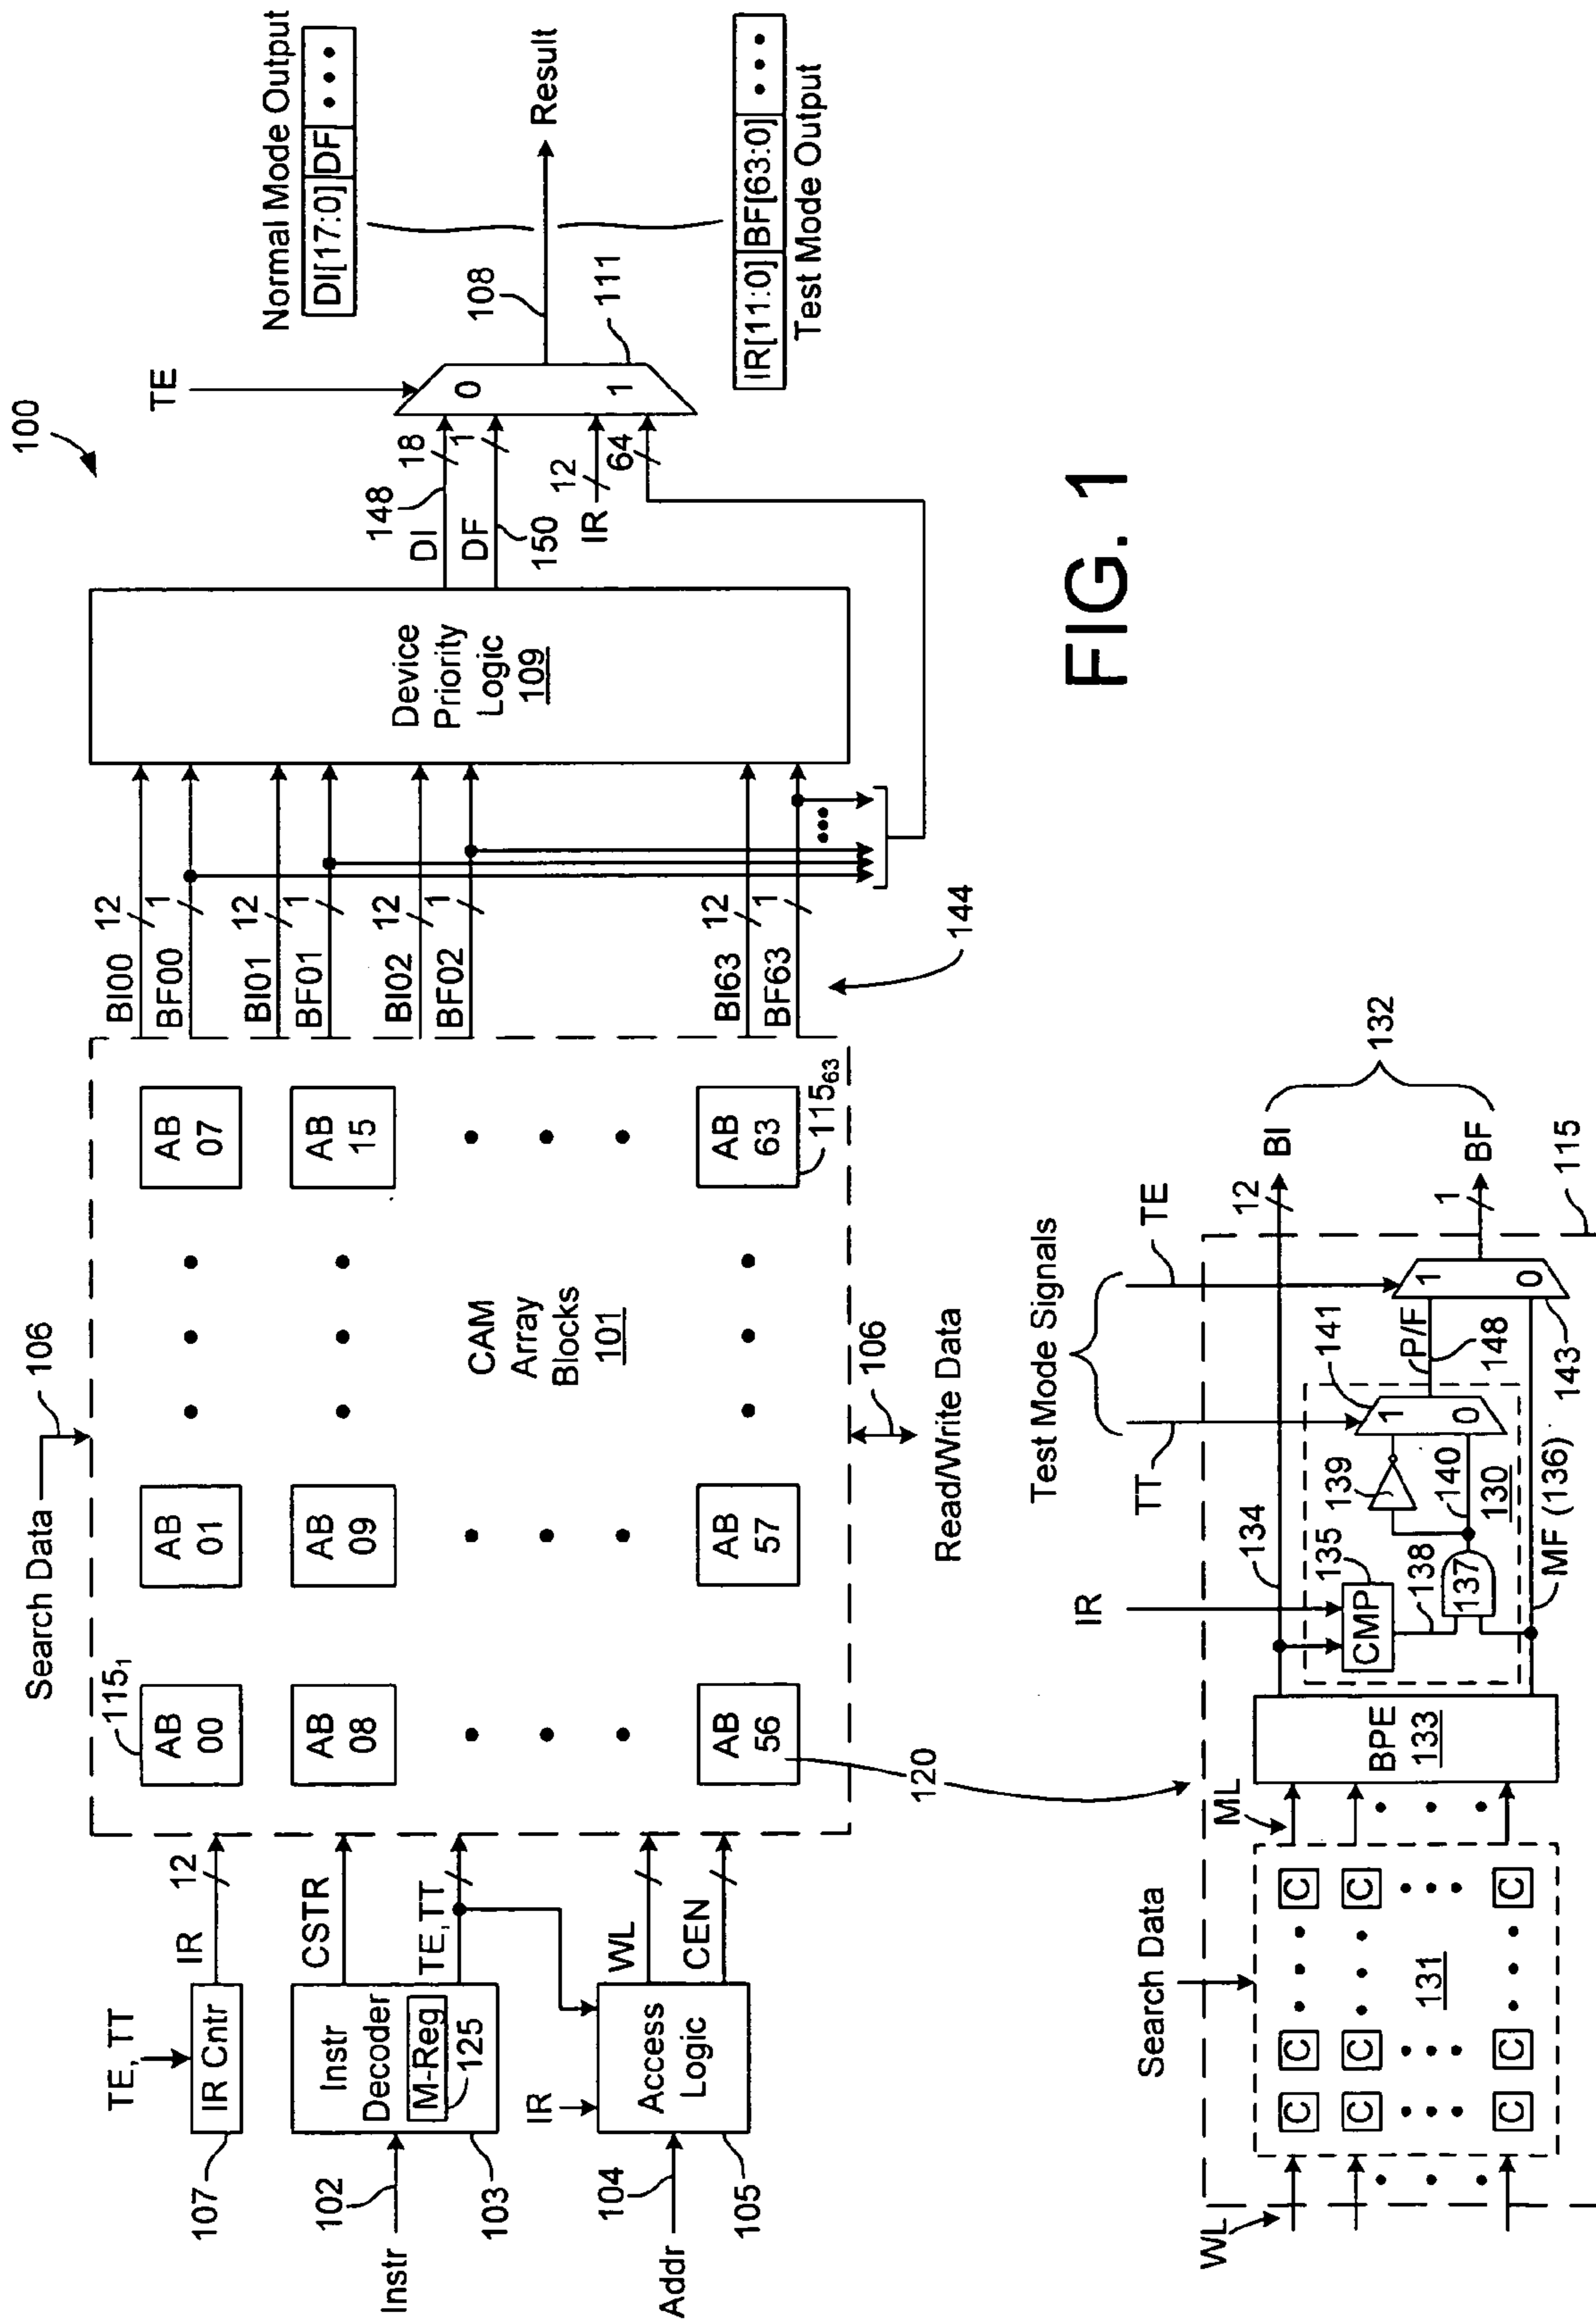 100
Search Data
106
TE, TT
IR Cntr
107
IR
12
Instr
102
Instr
Decoder
M-Reg
125
103
CSTR
TE, TT
IR
Addr
104
Access
Logic
105
WL
CEN
115₁
AB
00
AB
01
AB
07
AB
08
AB
09
AB
15
CAM
Array
Blocks
101
AB
56
AB
57
AB
63
115₆₃
120
106
Read/Write Data
BI00
12
BF00
1
BI01
12
BF01
1
BI02
12
BF02
1
BI63
12
BF63
1
144
Device
Priority
Logic
109
DI
148
18
DF
150
1
IR
12
64
TE
0
1
111
108
Result
Normal Mode Output
DI[17:0]
DF
IR[11:0]
BF[63:0]
Test Mode Output
WL
Search Data
C
C
C
C
C
C
C
C
C
131
ML
BPE
133
IR
134
CMP
135
138
137
139
140
130
MF (136)
Test Mode Signals
TT
TE
141
1
0
P/F
148
1
0
143
12
BI
1
BF
132
115
FIG. 1